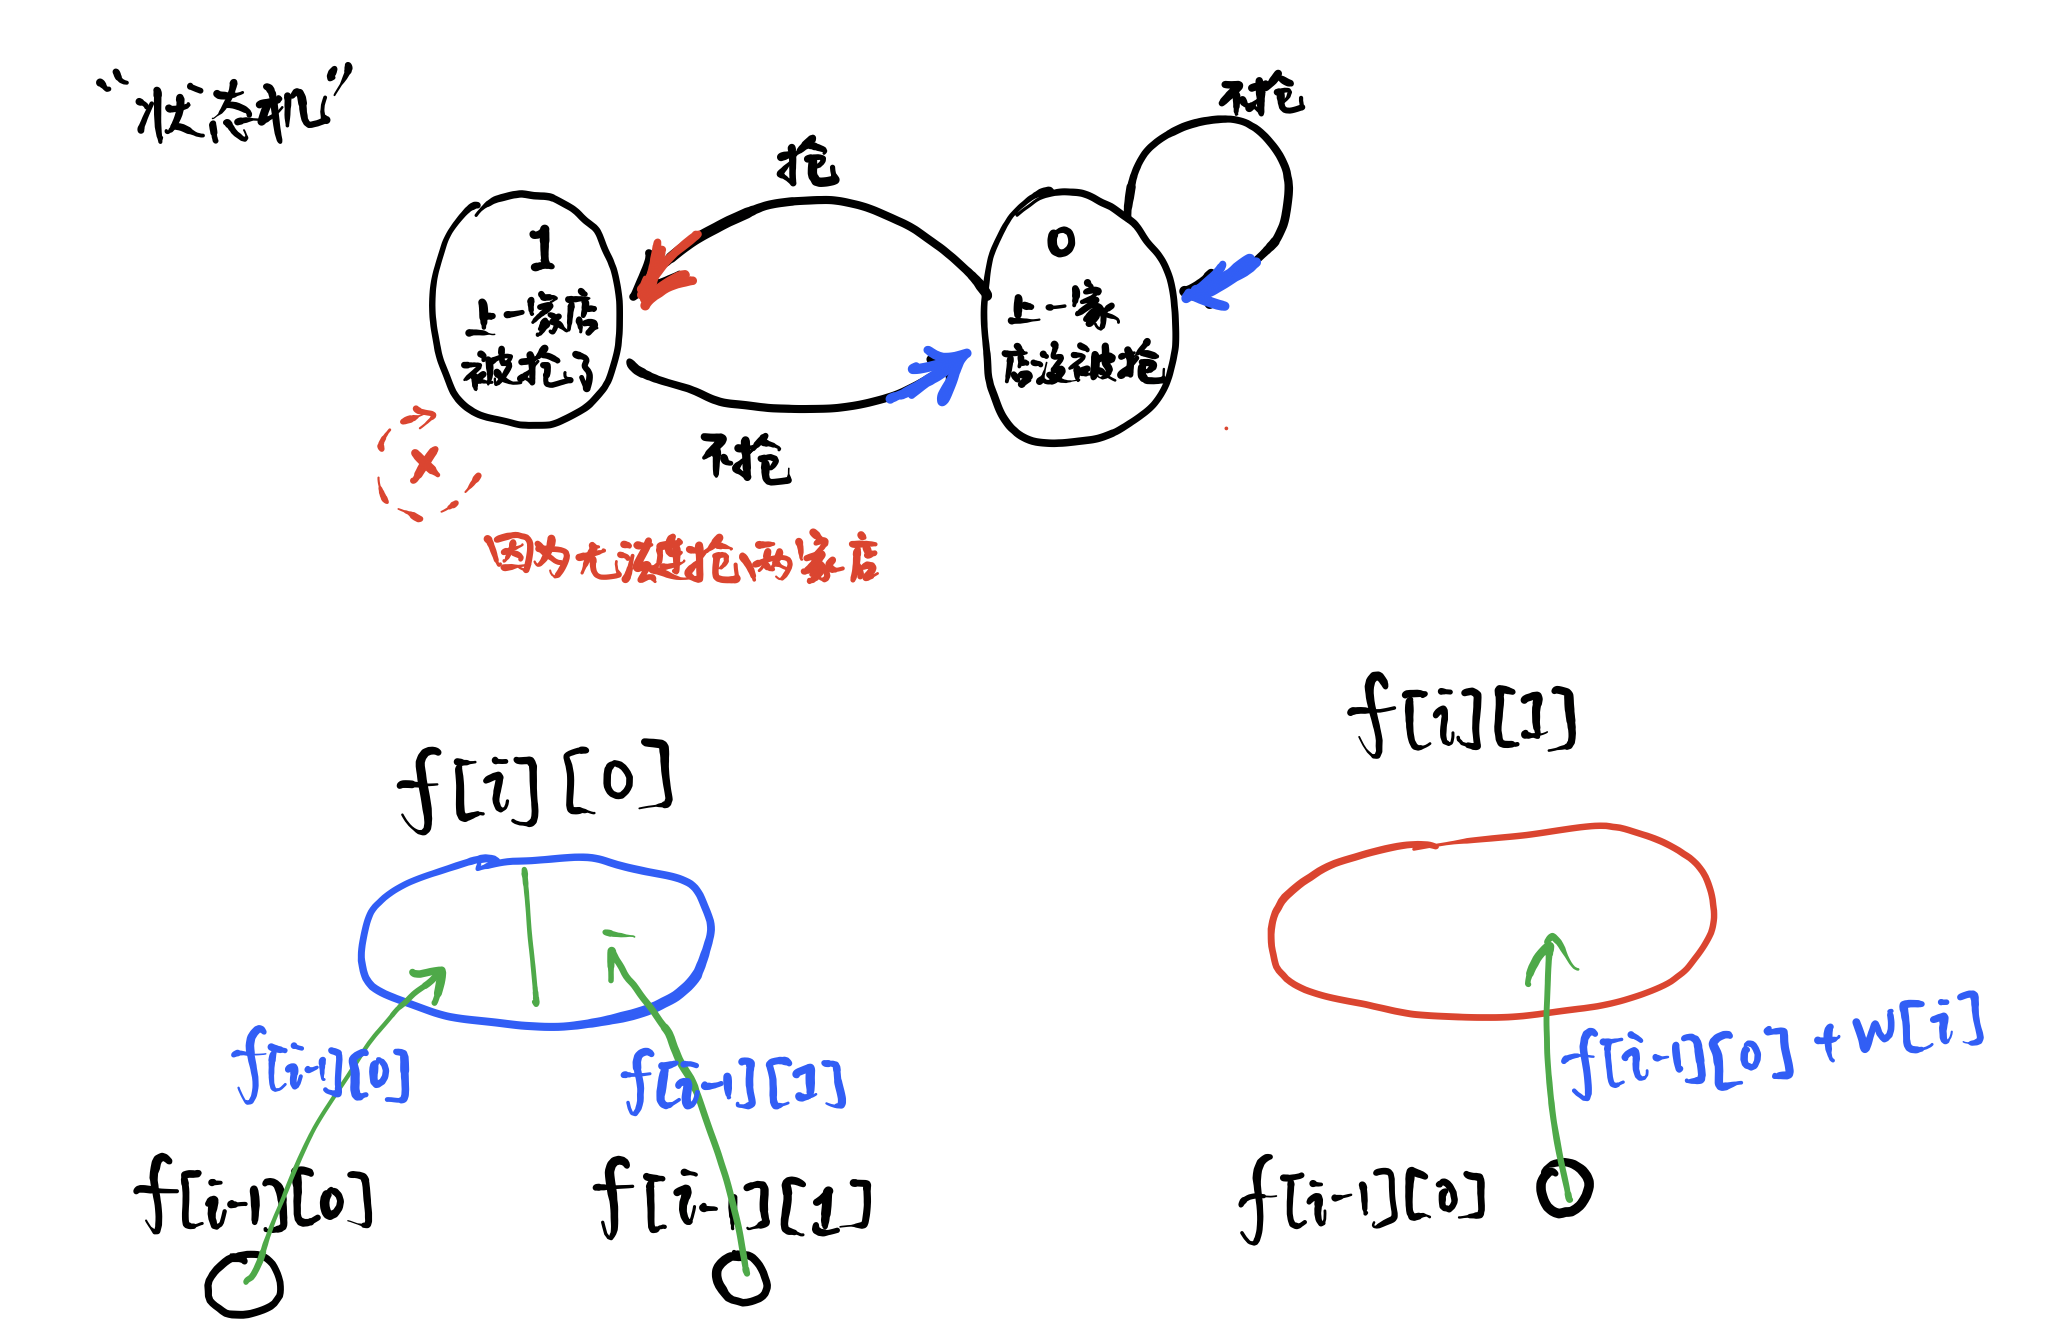 “状态机”
不抢
抢
1
上一家店
被抢了
0
上一家
店没被抢
不抢
因为无法连抢两家店
f[i][1]
f[i][0]
f[i-1][0]
f[i-1][1]
f[i-1][0]+w[i]
f[i-1][0]
f[i-1][1]
f[i-1][0]